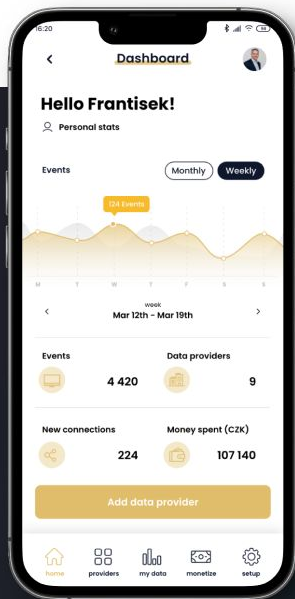 16:20
Dashboard
Hello Frantisek!
Personal stats
Events
Monthly
Weekly
124 Events
M T W T F S S
week
Mar 12th - Mar 19th
Events
Data providers
4 420
9
New connections
Money spent (CZK)
224
107 140
Add data provider
home providers my data monetize setup